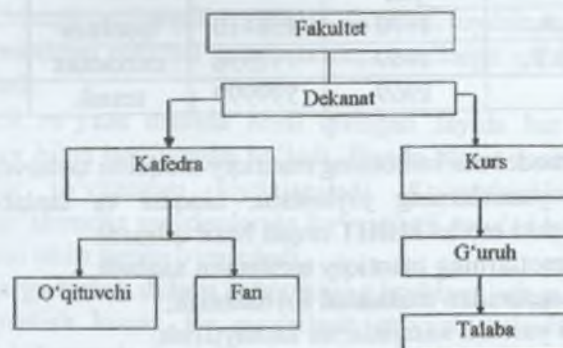 Fakultet
Dekanat
Kafedra
Kurs
O‘qituvchi
Fan
G‘uruh
Talaba